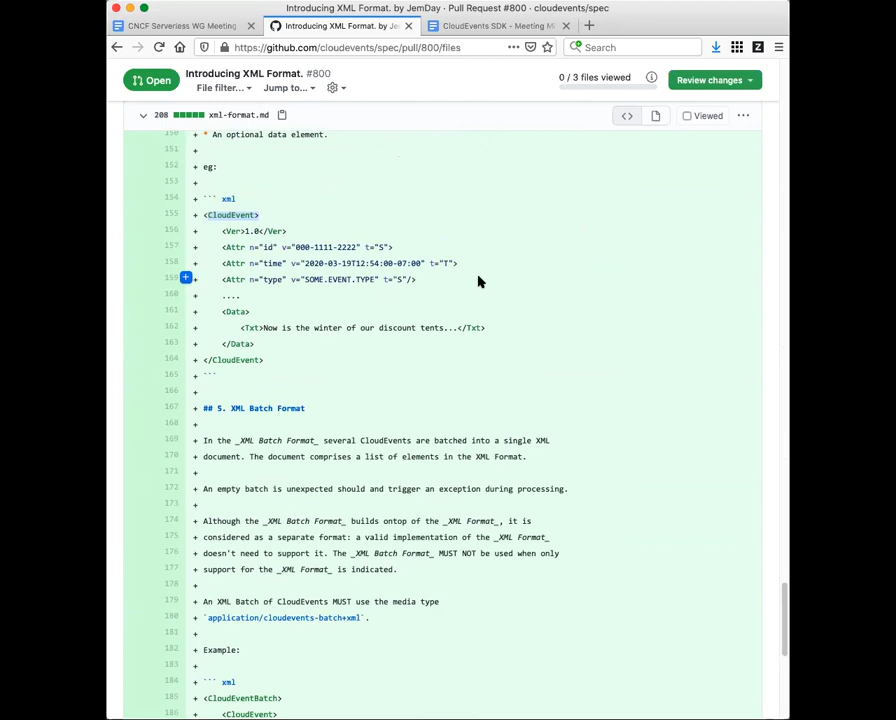 Introducing XML Format. by JemDay · Pull Request #800 · cloudevents/spec
CNCF Serverless WG Meeting
Introducing XML Format. by Je
CloudEvents SDK - Meeting Mi
https://github.com/cloudevents/spec/pull/800/files
Search
Open
Introducing XML Format. #800
File filter...
Jump to...
0 / 3 files viewed
Review changes
208
xml-format.md
Viewed
150 + * An optional data element.
151 +
152 + eg:
153 +
154 + ``` xml
155 + <CloudEvent>
156 + <Ver>1.0</Ver>
157 + <Attr n="id" v="000-1111-2222" t="S">
158 + <Attr n="time" v="2020-03-19T12:54:00-07:00" t="T">
159 + <Attr n="type" v="SOME.EVENT.TYPE" t="S"/>
160 + ....
161 + <Data>
162 + <Txt>Now is the winter of our discount tents...</Txt>
163 + </Data>
164 + </CloudEvent>
165 + ```
166 +
167 + ## 5. XML Batch Format
168 +
169 + In the _XML Batch Format_ several CloudEvents are batched into a single XML
170 + document. The document comprises a list of elements in the XML Format.
171 +
172 + An empty batch is unexpected should and trigger an exception during processing.
173 +
174 + Although the _XML Batch Format_ builds ontop of the _XML Format_, it is
175 + considered as a separate format: a valid implementation of the _XML Format_
176 + doesn't need to support it. The _XML Batch Format_ MUST NOT be used when only
177 + support for the _XML Format_ is indicated.
178 +
179 + An XML Batch of CloudEvents MUST use the media type
180 + `application/cloudevents-batch+xml`.
181 +
182 + Example:
183 +
184 + ``` xml
185 + <CloudEventBatch>
186 + <CloudEvent>